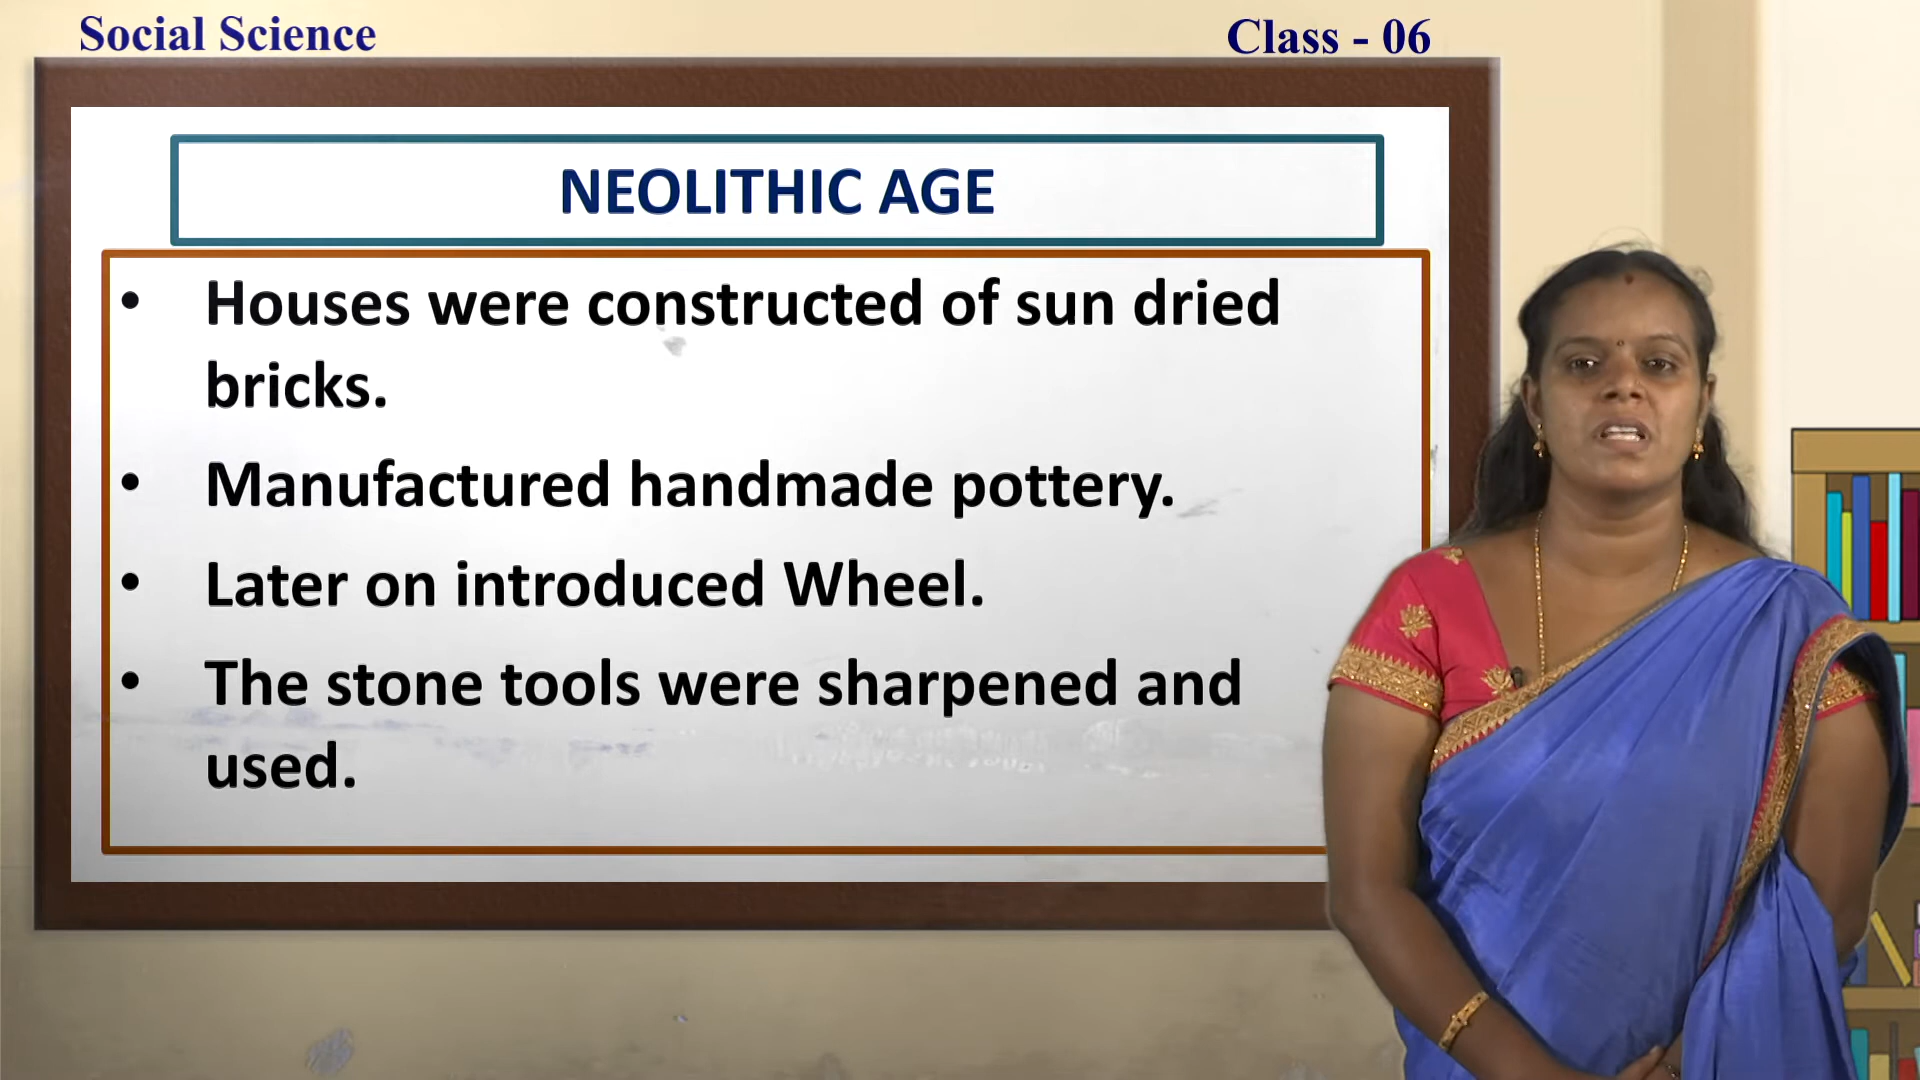 Social Science
Class - 06
NEOLITHIC AGE
• Houses were constructed of sun dried
bricks.
• Manufactured handmade pottery.
• Later on introduced Wheel.
• The stone tools were sharpened and
used.